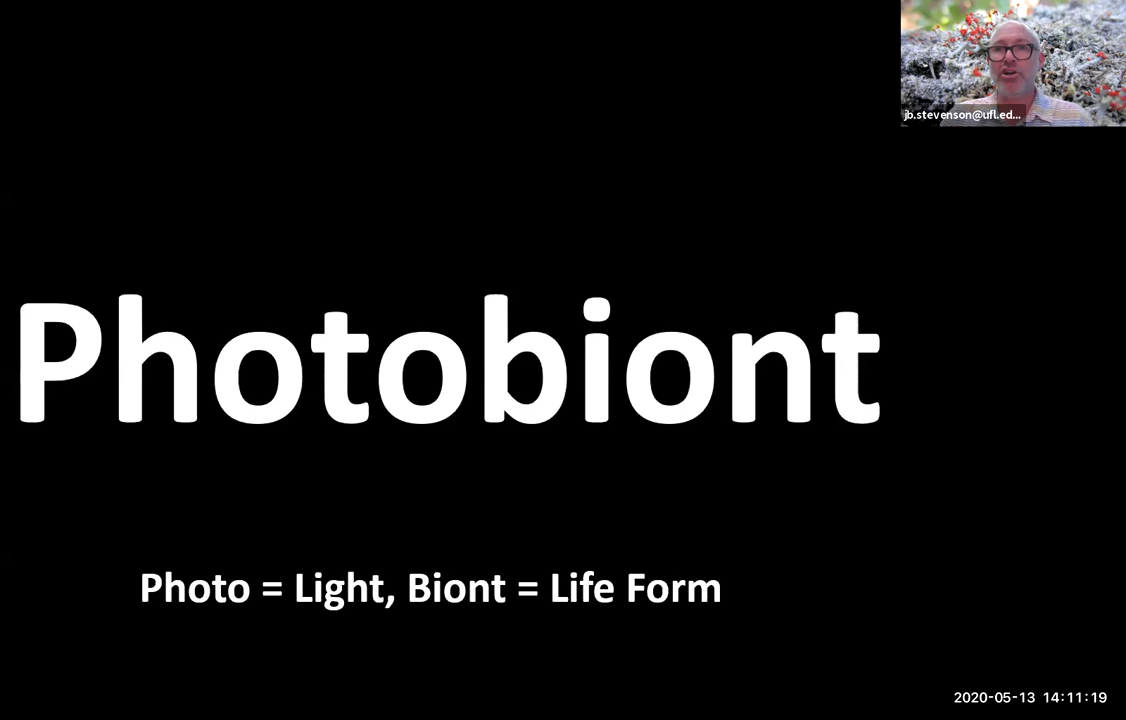 jb.stevenson@ufl.ed...
Photobiont
Photo = Light, Biont = Life Form
2020-05-13 14:11:19